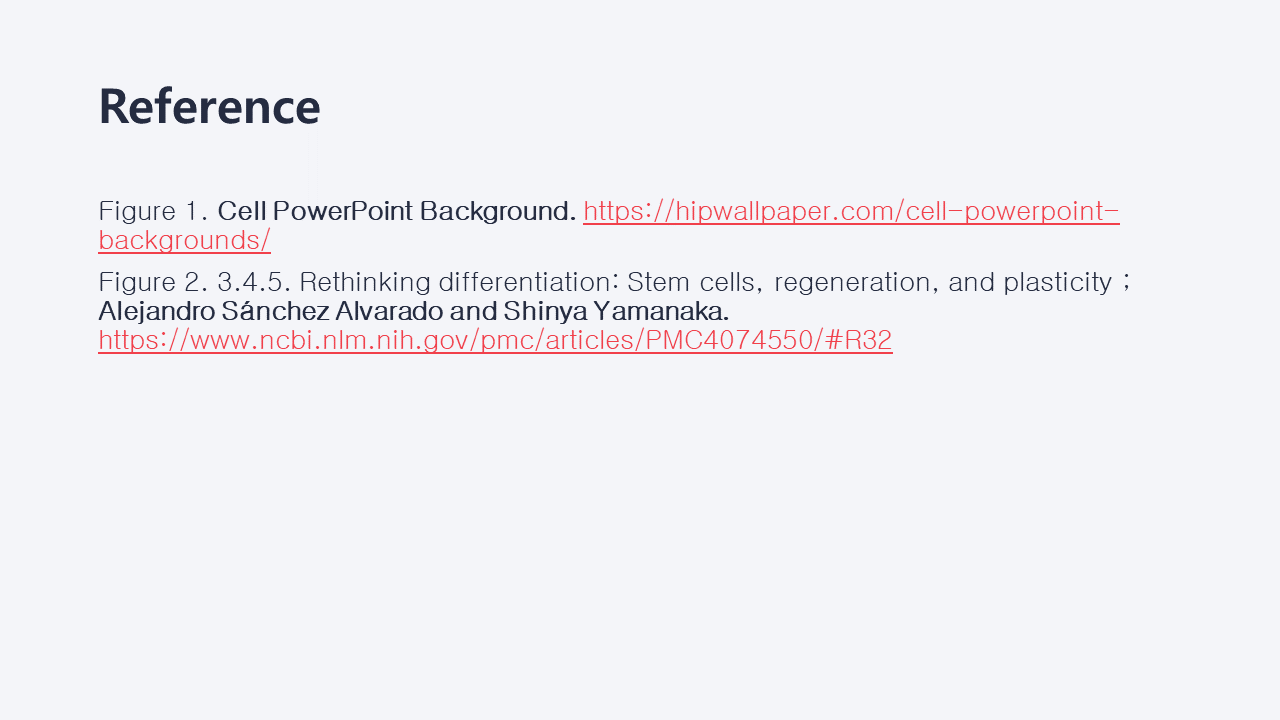 Reference
Figure 1. Cell PowerPoint Background. https://hipwallpaper.com/cell-powerpoint-
backgrounds/
Figure 2. 3.4.5. Rethinking differentiation: Stem cells, regeneration, and plasticity ;
Alejandro Sánchez Alvarado and Shinya Yamanaka.
https://www.ncbi.nlm.nih.gov/pmc/articles/PMC4074550/#R32